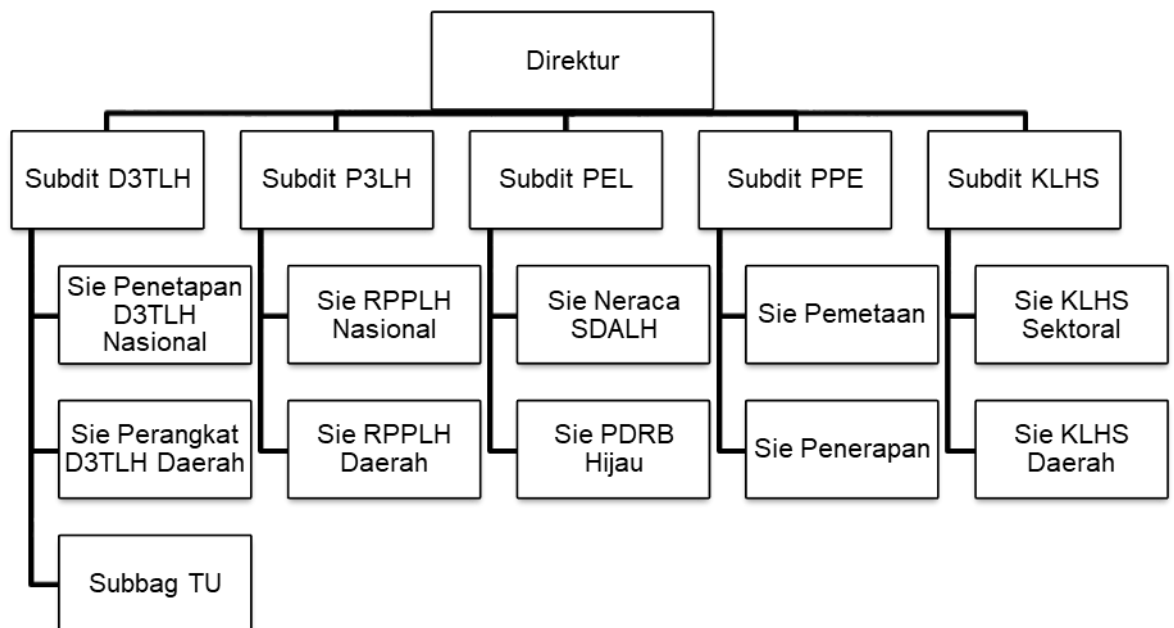 Direktur
Subdit D3TLH
Subdit P3LH
Subdit PEL
Subdit PPE
Subdit KLHS
Sie Penetapan
D3TLH
Nasional
Sie RPPLH
Nasional
Sie Neraca
SDALH
Sie Pemetaan
Sie KLHS
Sektoral
Sie Perangkat
D3TLH Daerah
Sie RPPLH
Daerah
Sie PDRB
Hijau
Sie Penerapan
Sie KLHS
Daerah
Subbag TU